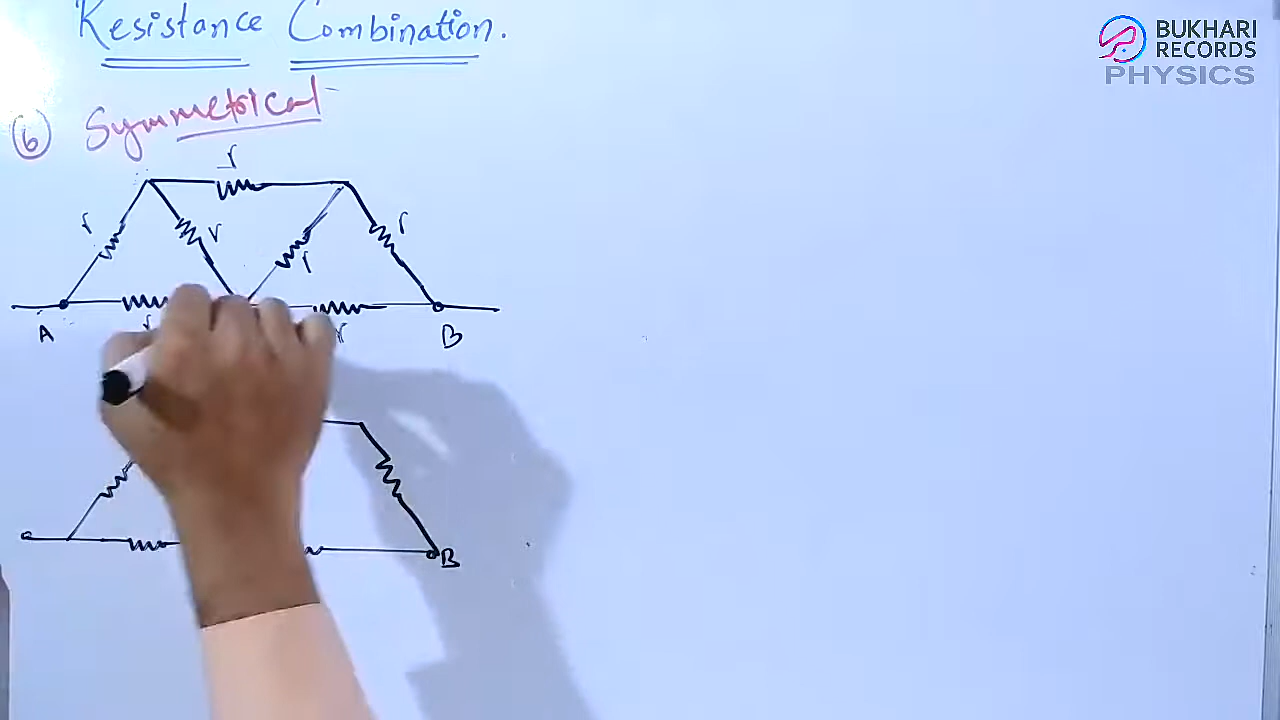 Resistance Combination.
BUKHARI
RECORDS
PHYSICS
6 Symmetrical
r
r r r r
r r
A B
B